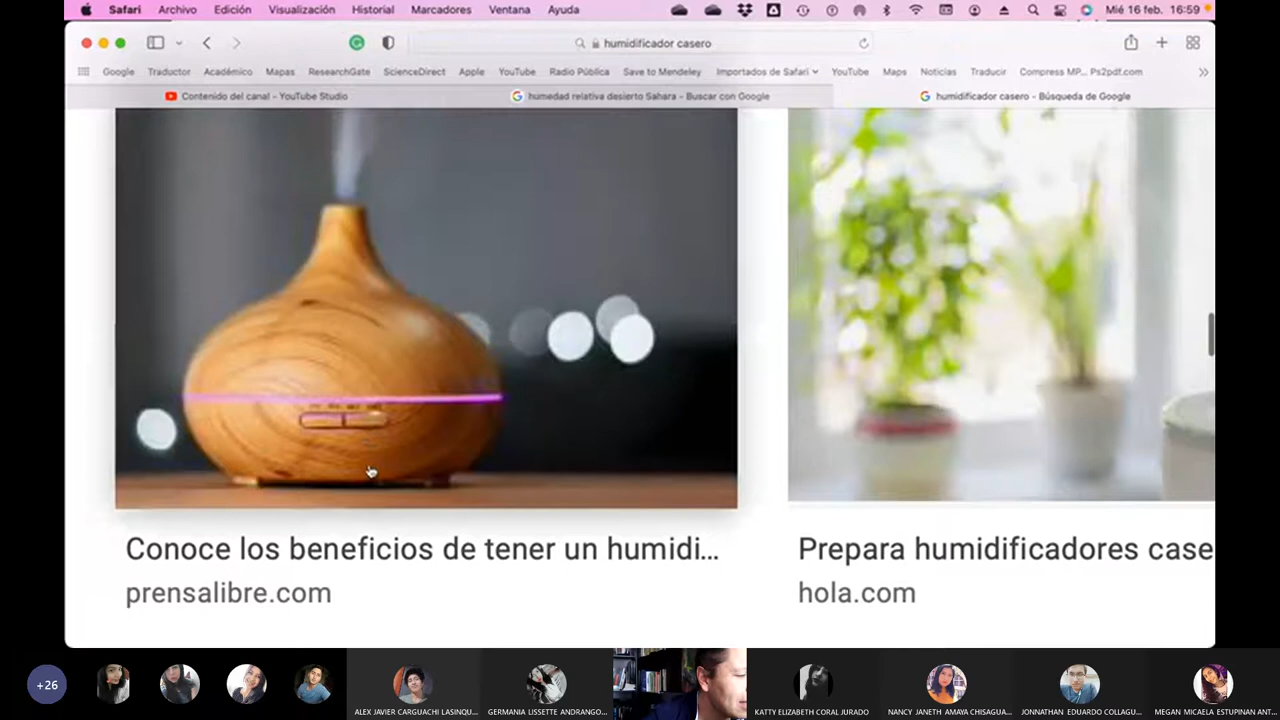 Safari Archivo Edición Visualización Historial Marcadores Ventana Ayuda Mié 16 feb. 16:59
humidificador casero
Google Traductor Académico Mapas ResearchGate ScienceDirect Apple YouTube Radio Pública Save to Mendeley Importados de Safari YouTube Maps Noticias Traducir Compress MP... Ps2pdf.com
Contenido del canal - YouTube Studio humedad relativa desierto Sahara - Buscar con Google humidificador casero - Búsqueda de Google
Conoce los beneficios de tener un humidi...
prensalibre.com
Prepara humidificadores case
hola.com
+26
ALEX JAVIER CARGUACHI LASINQU...
GERMANIA LISSETTE ANDRANGO...
KATTY ELIZABETH CORAL JURADO
NANCY JANETH AMAYA CHISAGUA...
JONNATHAN EDUARDO COLLAGU...
MEGAN MICAELA ESTUPINAN ANT...